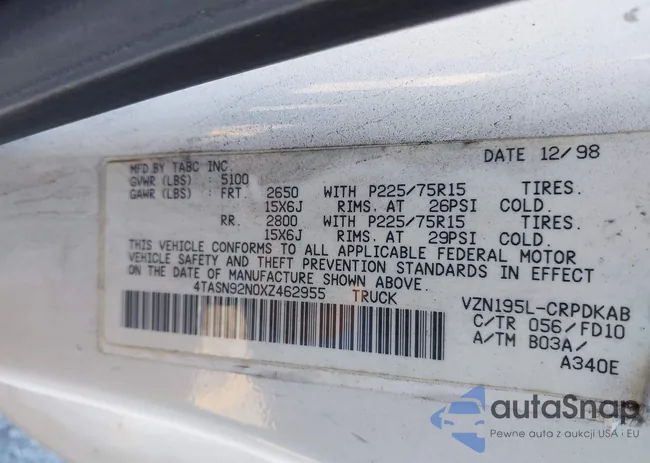 DATE 12/98
MFD BY TABC INC
GVWR (LBS) : 5100
GAWR (LBS) : FRT. 2650 WITH P225/75R15 TIRES.
15X6J RIMS. AT 26PSI COLD.
RR. 2800 WITH P225/75R15 TIRES.
15X6J RIMS. AT 29PSI COLD.
THIS VEHICLE CONFORMS TO ALL APPLICABLE FEDERAL MOTOR
VEHICLE SAFETY AND THEFT PREVENTION STANDARDS IN EFFECT
ON THE DATE OF MANUFACTURE SHOWN ABOVE.
4TASN92N0XZ462955 TRUCK
VZN195L-CRPDKAB
C/TR 056/FD10
A/TM B03A/
A340E
autaSnap
Pewne auta z aukcji USA i EU